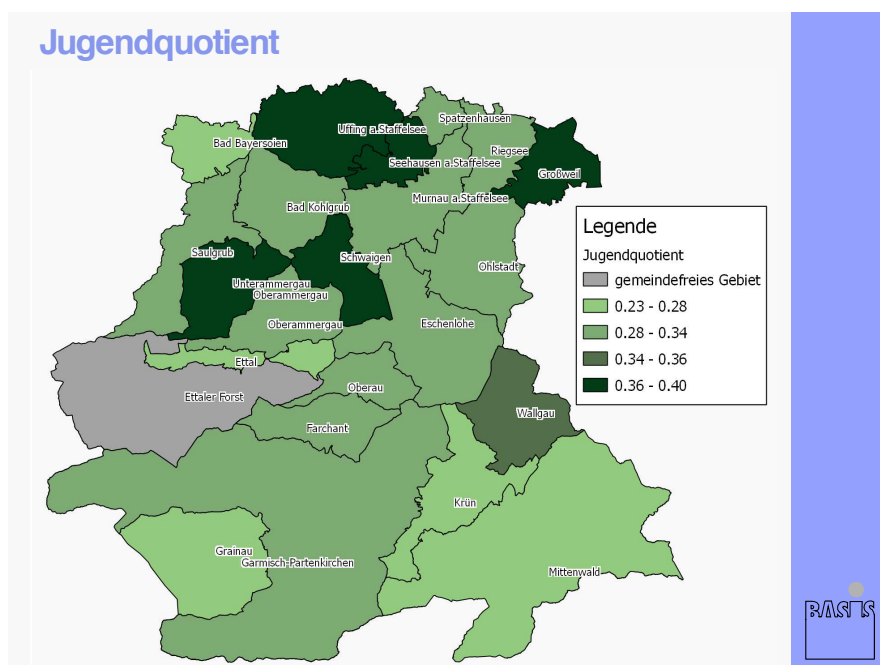 Jugendquotient
Uffing a.Staffelsee
Spatzenhausen
Bad Bayersoien
Riegsee
Seehausen a.Staffelsee
Großweil
Murnau a.Staffelsee
Bad Kohlgrub
Saulgrub
Schwaigen
Ohlstadt
Unterammergau
Oberammergau
Oberammergau
Eschenlohe
Ettal
Oberau
Ettaler Forst
Wallgau
Farchant
Krün
Grainau
Garmisch-Partenkirchen
Mittenwald
Legende
Jugendquotient
gemeindefreies Gebiet
0.23 - 0.28
0.28 - 0.34
0.34 - 0.36
0.36 - 0.40
BASIS